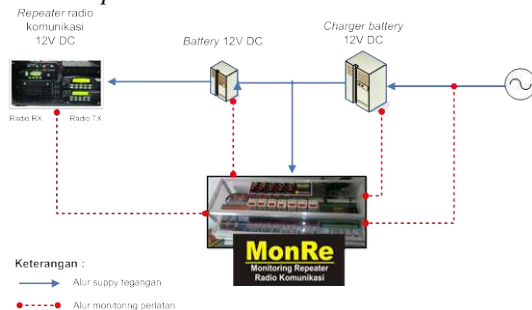 Repeater radio
komunikasi
12V DC
Battery 12V DC
Charger battery
12V DC
Radio RX
Radio TX
MonRe
Monitoring Repeater
Radio Komunikasi
Keterangan :
Alur suppy tegangan
Alur monitoring perlatan